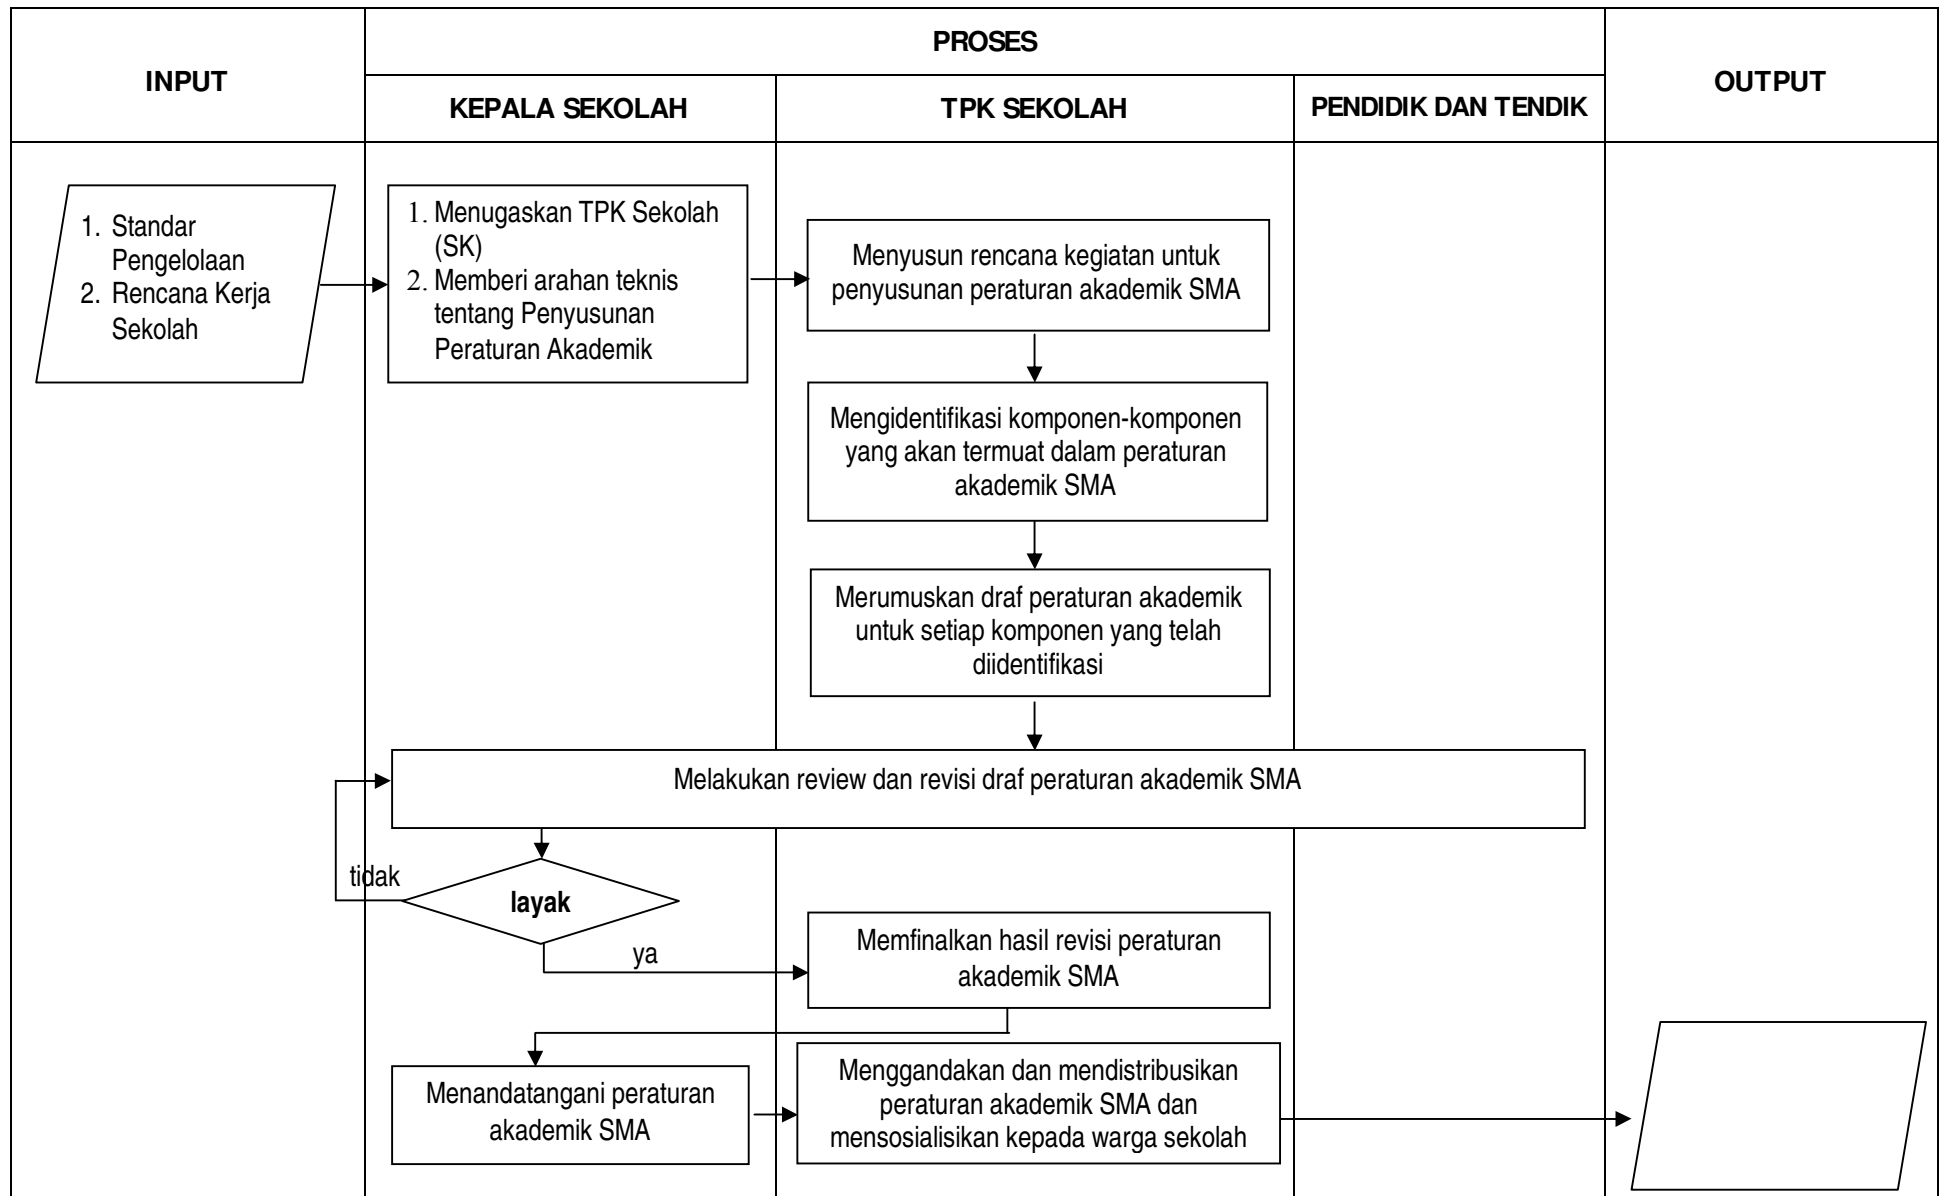 INPUT
PROSES
OUTPUT
KEPALA SEKOLAH
TPK SEKOLAH
PENDIDIK DAN TENDIK
1. Standar
Pengelolaan
2. Rencana Kerja
Sekolah
1. Menugaskan TPK Sekolah
(SK)
2. Memberi arahan teknis
tentang Penyusunan
Peraturan Akademik
Menyusun rencana kegiatan untuk
penyusunan peraturan akademik SMA
Mengidentifikasi komponen-komponen
yang akan termuat dalam peraturan
akademik SMA
Merumuskan draf peraturan akademik
untuk setiap komponen yang telah
diidentifikasi
Melakukan review dan revisi draf peraturan akademik SMA
tidak
layak
ya
Memfinalkan hasil revisi peraturan
akademik SMA
Menandatangani peraturan
akademik SMA
Menggandakan dan mendistribusikan
peraturan akademik SMA dan
mensosialisikan kepada warga sekolah